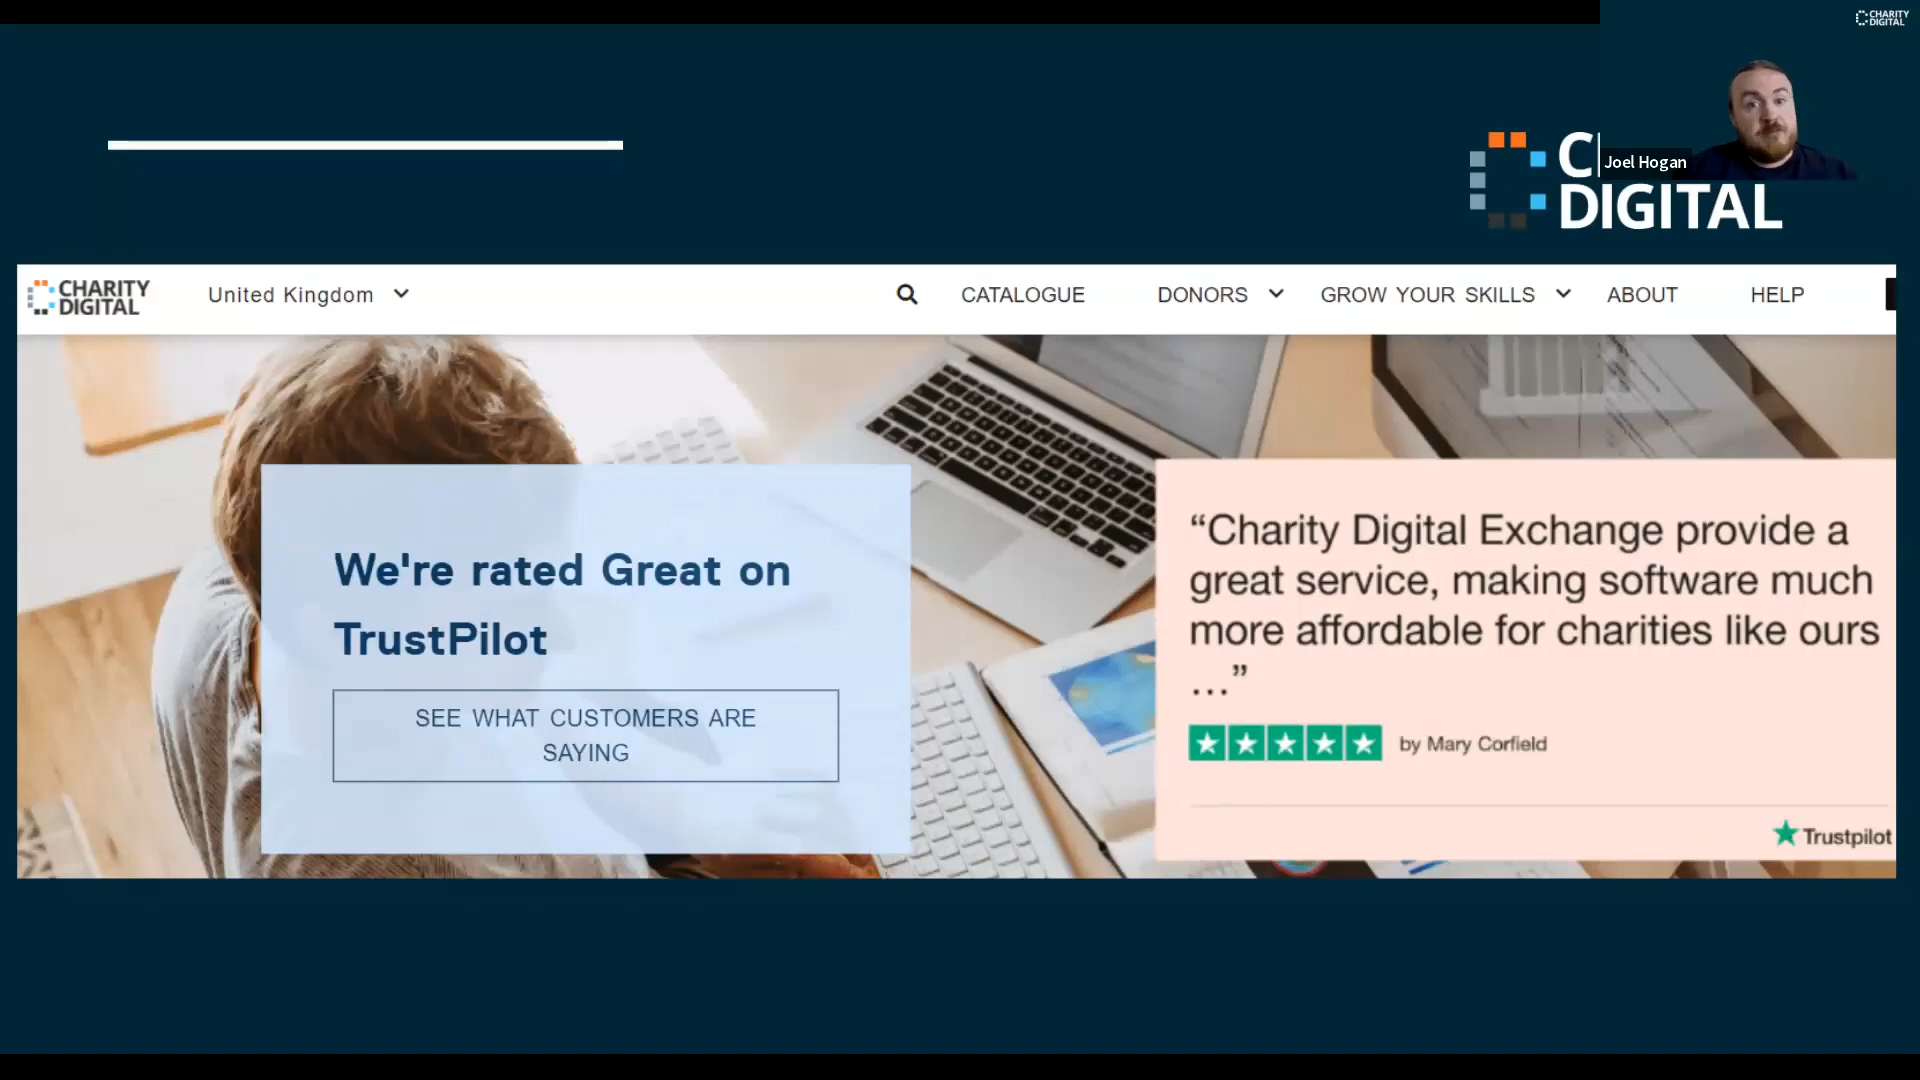 CHARITY
DIGITAL
Joel Hogan
C
DIGITAL
CHARITY
DIGITAL
United Kingdom
CATALOGUE
DONORS
GROW YOUR SKILLS
ABOUT
HELP
We're rated Great on
TrustPilot
SEE WHAT CUSTOMERS ARE
SAYING
“Charity Digital Exchange provide a
great service, making software much
more affordable for charities like ours
...”
by Mary Corfield
Trustpilot